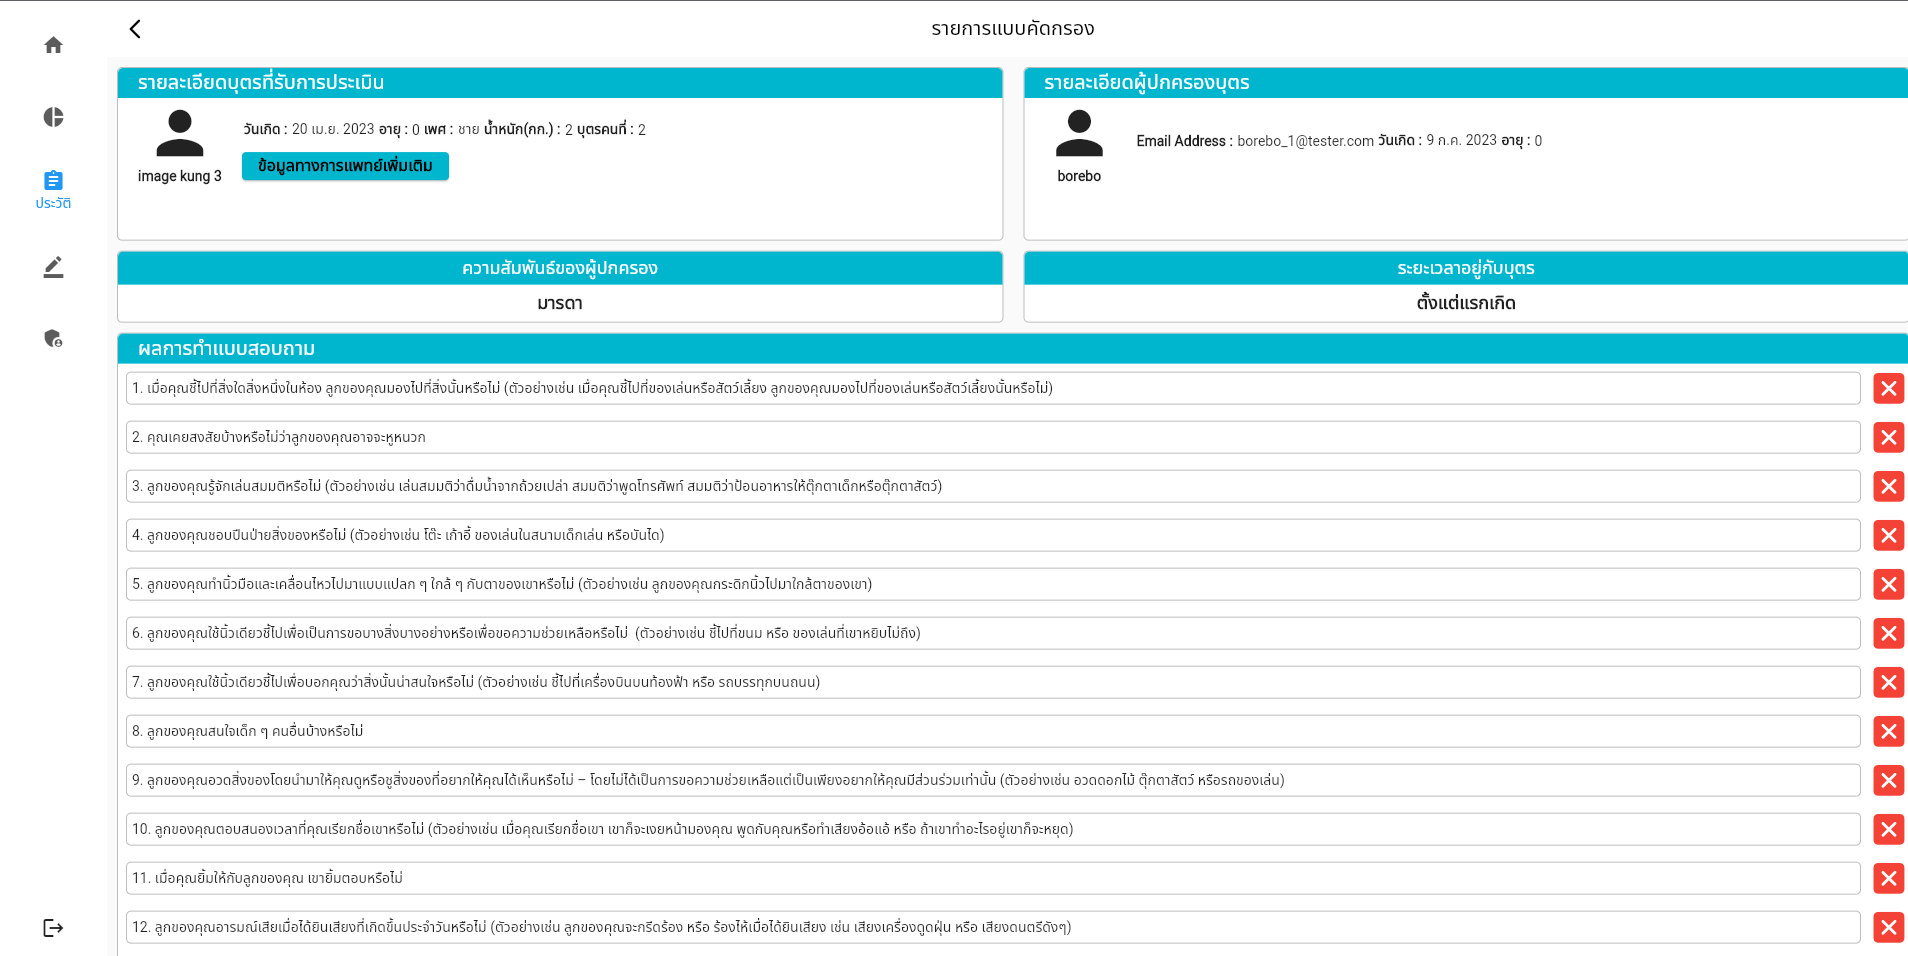 รายการแบบคัดกรอง
ประวัติ
รายละเอียดบุตรที่รับการประเมิน
วันเกิด : 20 เม.ย. 2023 อายุ : 0 เพศ : ชาย น้ำหนัก(กก.) : 2 บุตรคนที่ : 2
ข้อมูลทางการแพทย์เพิ่มเติม
image kung 3
รายละเอียดผู้ปกครองบุตร
Email Address : borebo_1@tester.com วันเกิด : 9 ก.ค. 2023 อายุ : 0
borebo
ความสัมพันธ์ของผู้ปกครอง
มารดา
ระยะเวลาอยู่กับบุตร
ตั้งแต่แรกเกิด
ผลการทำแบบสอบถาม
1. เมื่อคุณชี้ไปที่สิ่งใดสิ่งหนึ่งในห้อง ลูกของคุณมองไปที่สิ่งนั้นหรือไม่ (ตัวอย่างเช่น เมื่อคุณชี้ไปที่ของเล่นหรือสัตว์เลี้ยง ลูกของคุณมองไปที่ของเล่นหรือสัตว์เลี้ยงนั้นหรือไม่)
2. คุณเคยสงสัยบ้างหรือไม่ว่าลูกของคุณอาจจะหูหนวก
3. ลูกของคุณรู้จักเล่นสมมติหรือไม่ (ตัวอย่างเช่น เล่นสมมติว่าดื่มน้ำจากถ้วยเปล่า สมมติว่าพูดโทรศัพท์ สมมติว่าป้อนอาหารให้ตุ๊กตาเด็กหรือตุ๊กตาสัตว์)
4. ลูกของคุณชอบปีนป่ายสิ่งของหรือไม่ (ตัวอย่างเช่น โต๊ะ เก้าอี้ ของเล่นในสนามเด็กเล่น หรือบันได)
5. ลูกของคุณทำนิ้วมือและเคลื่อนไหวไปมาแบบแปลก ๆ ใกล้ ๆ กับตาของเขาหรือไม่ (ตัวอย่างเช่น ลูกของคุณกระดิกนิ้วไปมาใกล้ตาของเขา)
6. ลูกของคุณใช้นิ้วเดียวชี้ไปเพื่อเป็นการขอบางสิ่งบางอย่างหรือเพื่อขอความช่วยเหลือหรือไม่ (ตัวอย่างเช่น ชี้ไปที่ขนม หรือ ของเล่นที่เขาหยิบไม่ถึง)
7. ลูกของคุณใช้นิ้วเดียวชี้ไปเพื่อบอกคุณว่าสิ่งนั้นน่าสนใจหรือไม่ (ตัวอย่างเช่น ชี้ไปที่เครื่องบินบนท้องฟ้า หรือ รถบรรทุกบนถนน)
8. ลูกของคุณสนใจเด็ก ๆ คนอื่นบ้างหรือไม่
9. ลูกของคุณอวดสิ่งของโดยนำมาให้คุณดูหรือชูสิ่งของที่อยากให้คุณได้เห็นหรือไม่ – โดยไม่ได้เป็นการขอความช่วยเหลือแต่เป็นเพียงอยากให้คุณมีส่วนร่วมเท่านั้น (ตัวอย่างเช่น อวดดอกไม้ ตุ๊กตาสัตว์ หรือรถของเล่น)
10. ลูกของคุณตอบสนองเวลาที่คุณเรียกชื่อเขาหรือไม่ (ตัวอย่างเช่น เมื่อคุณเรียกชื่อเขา เขาก็จะเงยหน้ามองคุณ พูดกับคุณหรือทำเสียงอ้อแอ้ หรือ ถ้าเขาทำอะไรอยู่เขาก็จะหยุด)
11. เมื่อคุณยิ้มให้กับลูกของคุณ เขายิ้มตอบหรือไม่
12. ลูกของคุณอารมณ์เสียเมื่อได้ยินเสียงที่เกิดขึ้นประจำวันหรือไม่ (ตัวอย่างเช่น ลูกของคุณจะกรีดร้อง หรือ ร้องไห้เมื่อได้ยินเสียง เช่น เสียงเครื่องดูดฝุ่น หรือ เสียงดนตรีดังๆ)